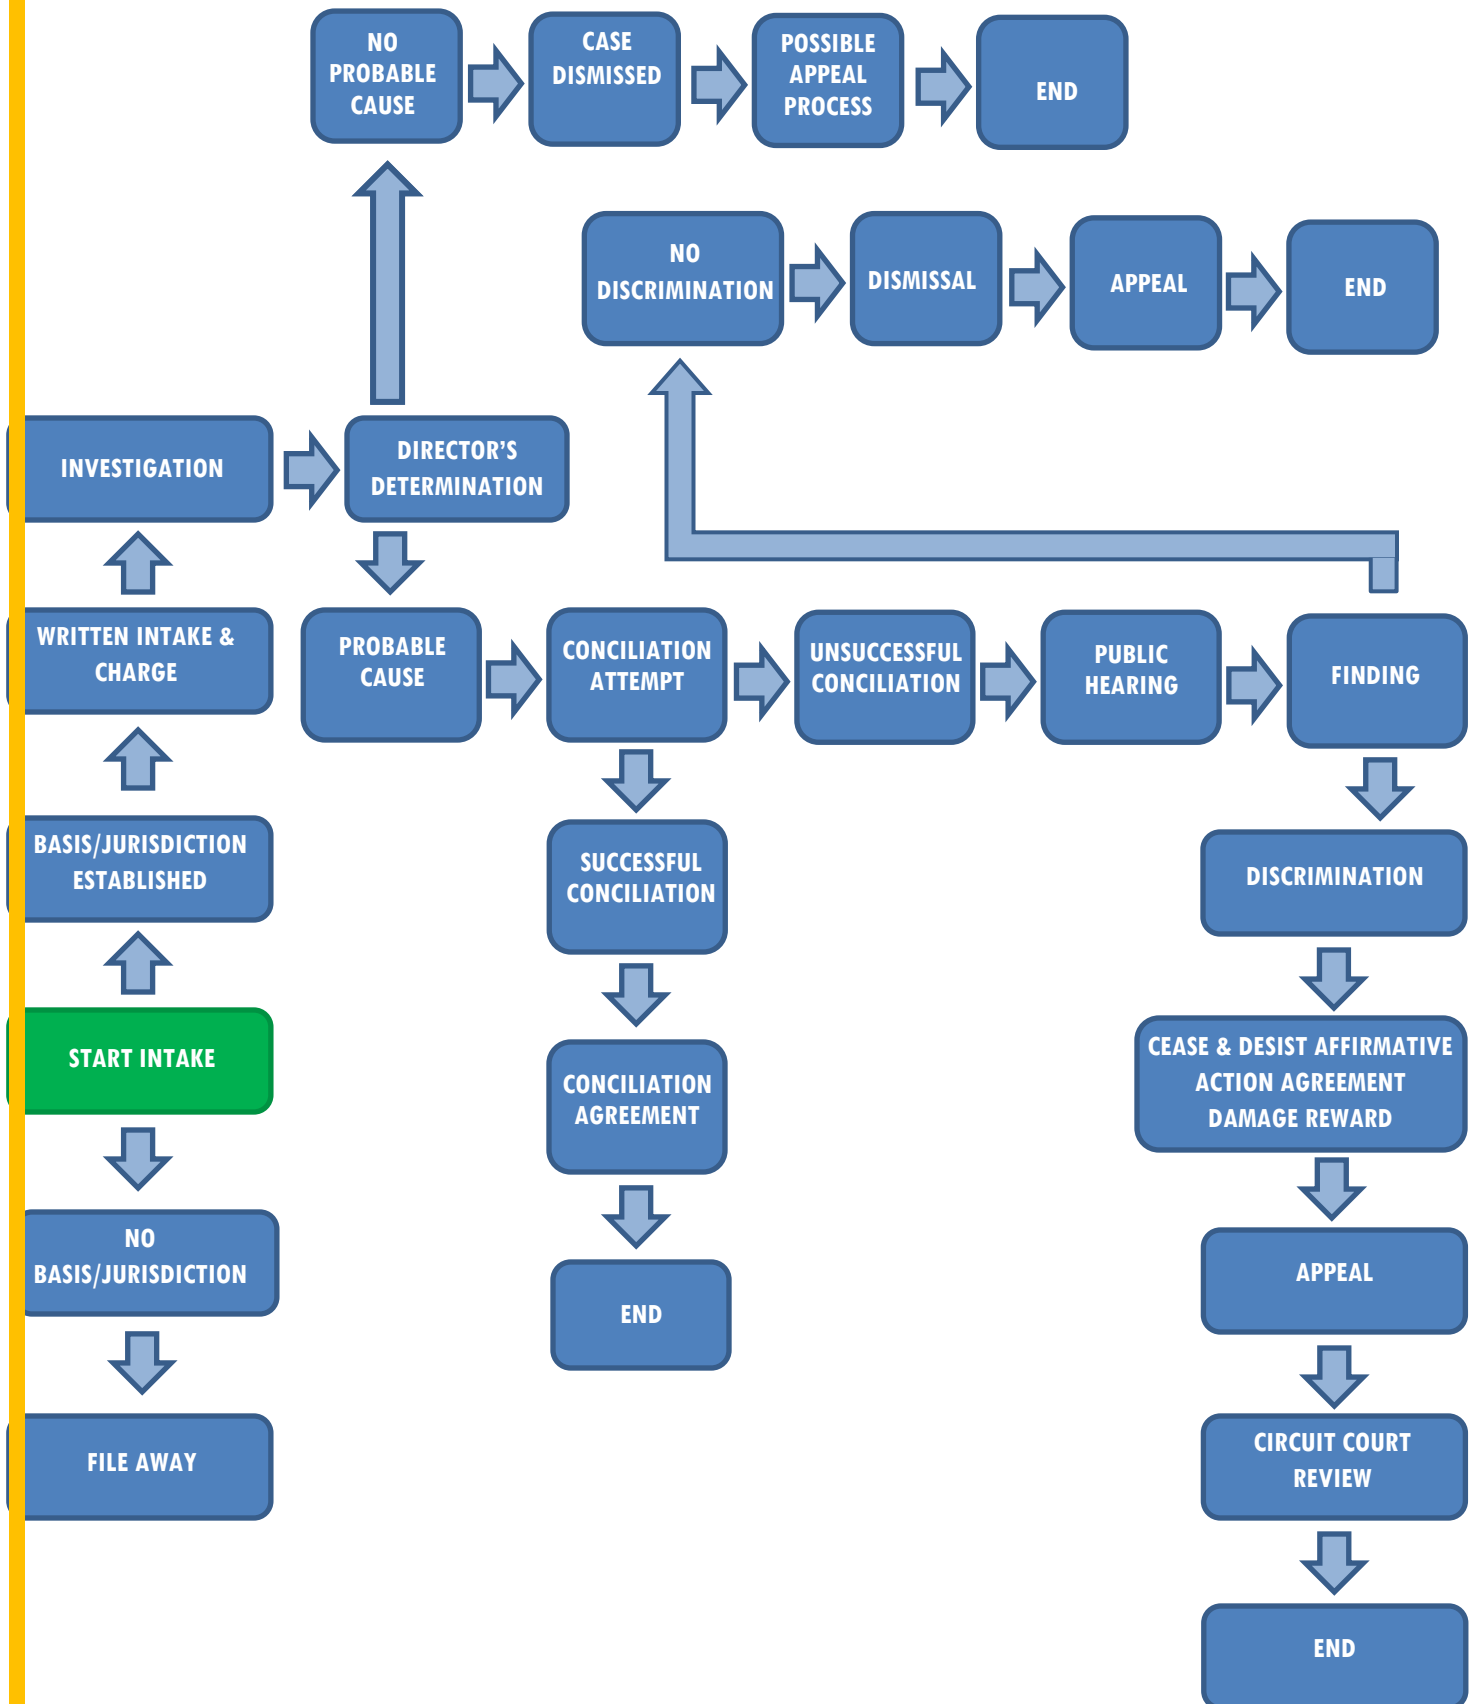 NO
PROBABLE
CAUSE
CASE
DISMISSED
POSSIBLE
APPEAL
PROCESS
END
NO
DISCRIMINATION
DISMISSAL
APPEAL
END
INVESTIGATION
DIRECTOR’S
DETERMINATION
WRITTEN INTAKE &
CHARGE
PROBABLE
CAUSE
CONCILIATION
ATTEMPT
UNSUCCESSFUL
CONCILIATION
PUBLIC
HEARING
FINDING
BASIS/JURISDICTION
ESTABLISHED
SUCCESSFUL
CONCILIATION
DISCRIMINATION
START INTAKE
CONCILIATION
AGREEMENT
CEASE & DESIST AFFIRMATIVE
ACTION AGREEMENT
DAMAGE REWARD
NO
BASIS/JURISDICTION
END
APPEAL
FILE AWAY
CIRCUIT COURT
REVIEW
END